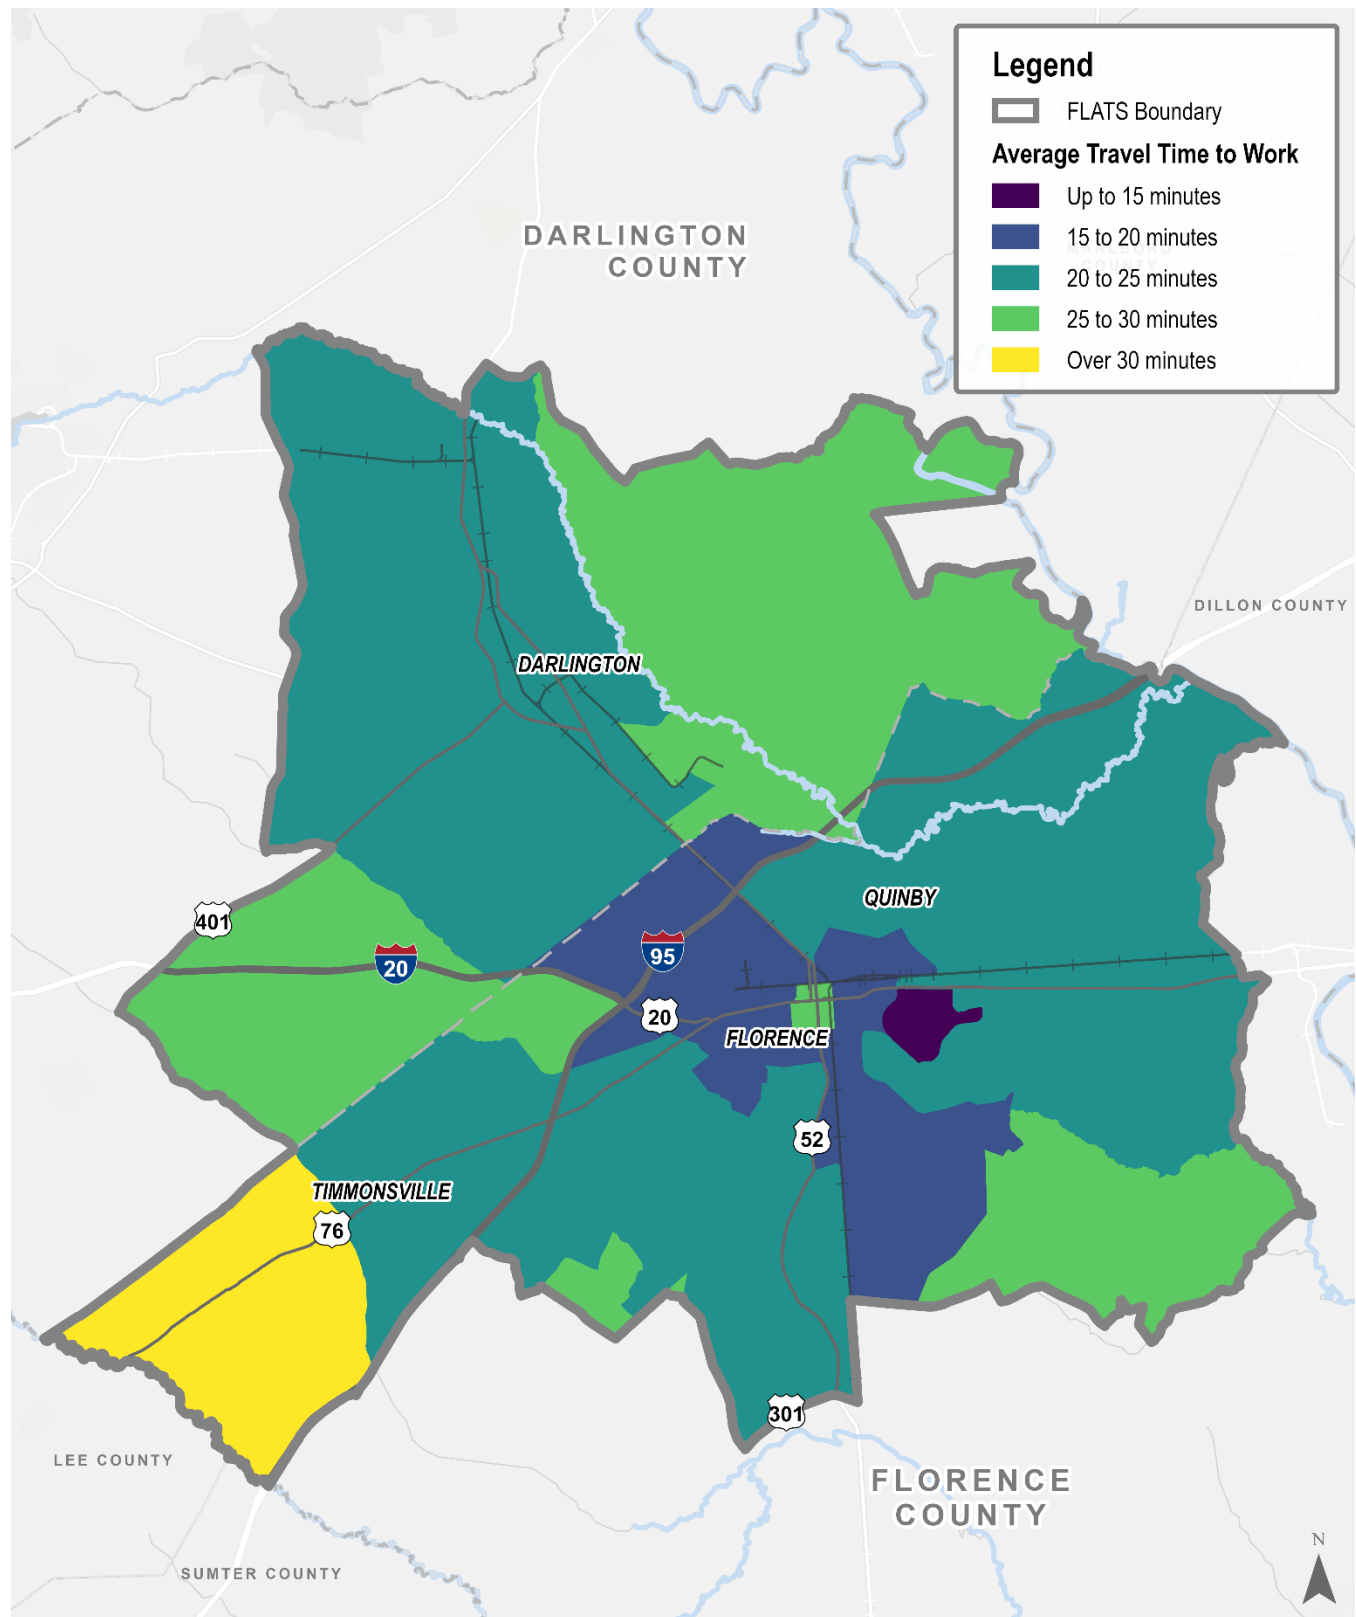 Legend
FLATS Boundary
Average Travel Time to Work
Up to 15 minutes
15 to 20 minutes
20 to 25 minutes
25 to 30 minutes
Over 30 minutes
DARLINGTON
COUNTY
MARLBORO
COUNTY
DILLON COUNTY
DARLINGTON
QUINBY
401
20
95
20
FLORENCE
52
TIMMONSVILLE
76
301
LEE COUNTY
FLORENCE
COUNTY
SUMTER COUNTY
N